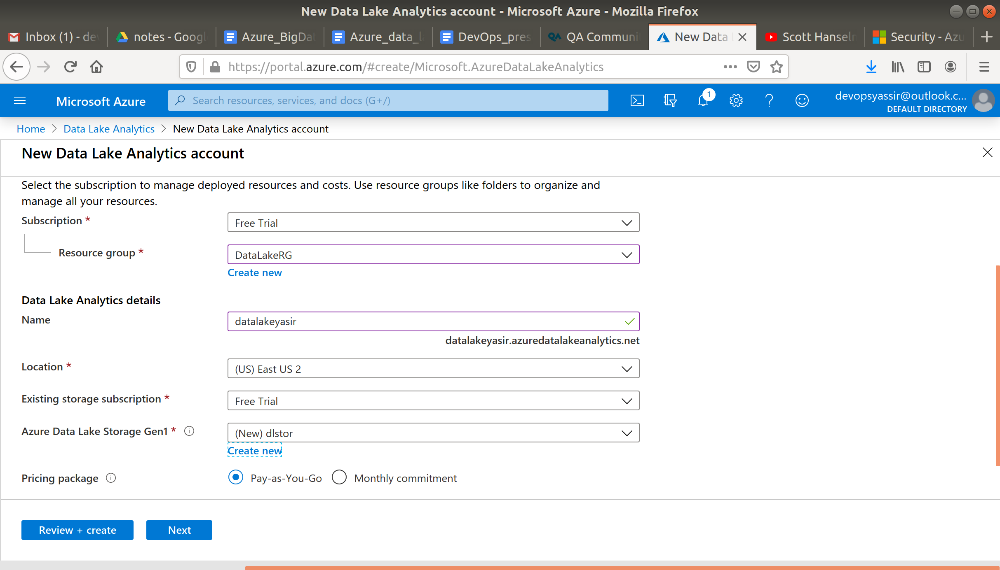 New Data Lake Analytics account - Microsoft Azure - Mozilla Firefox
Inbox (1) - dev
notes - Google
Azure_BigDat
Azure_data_la
DevOps_pres
QA Communi
New Data
Scott Hanseln
Security - Azu
https://portal.azure.com/#create/Microsoft.AzureDataLakeAnalytics
Microsoft Azure
Search resources, services, and docs (G+/)
1
devopsyassir@outlook.c...
DEFAULT DIRECTORY
Home > Data Lake Analytics > New Data Lake Analytics account
New Data Lake Analytics account
Select the subscription to manage deployed resources and costs. Use resource groups like folders to organize and
manage all your resources.
Subscription *
Free Trial
Resource group *
DataLakeRG
Create new
Data Lake Analytics details
Name
datalakeyasir
datalakeyasir.azuredatalakeanalytics.net
Location *
(US) East US 2
Existing storage subscription *
Free Trial
Azure Data Lake Storage Gen1 *
(New) dlstor
Create new
Pricing package
Pay-as-You-Go
Monthly commitment
Review + create
Next